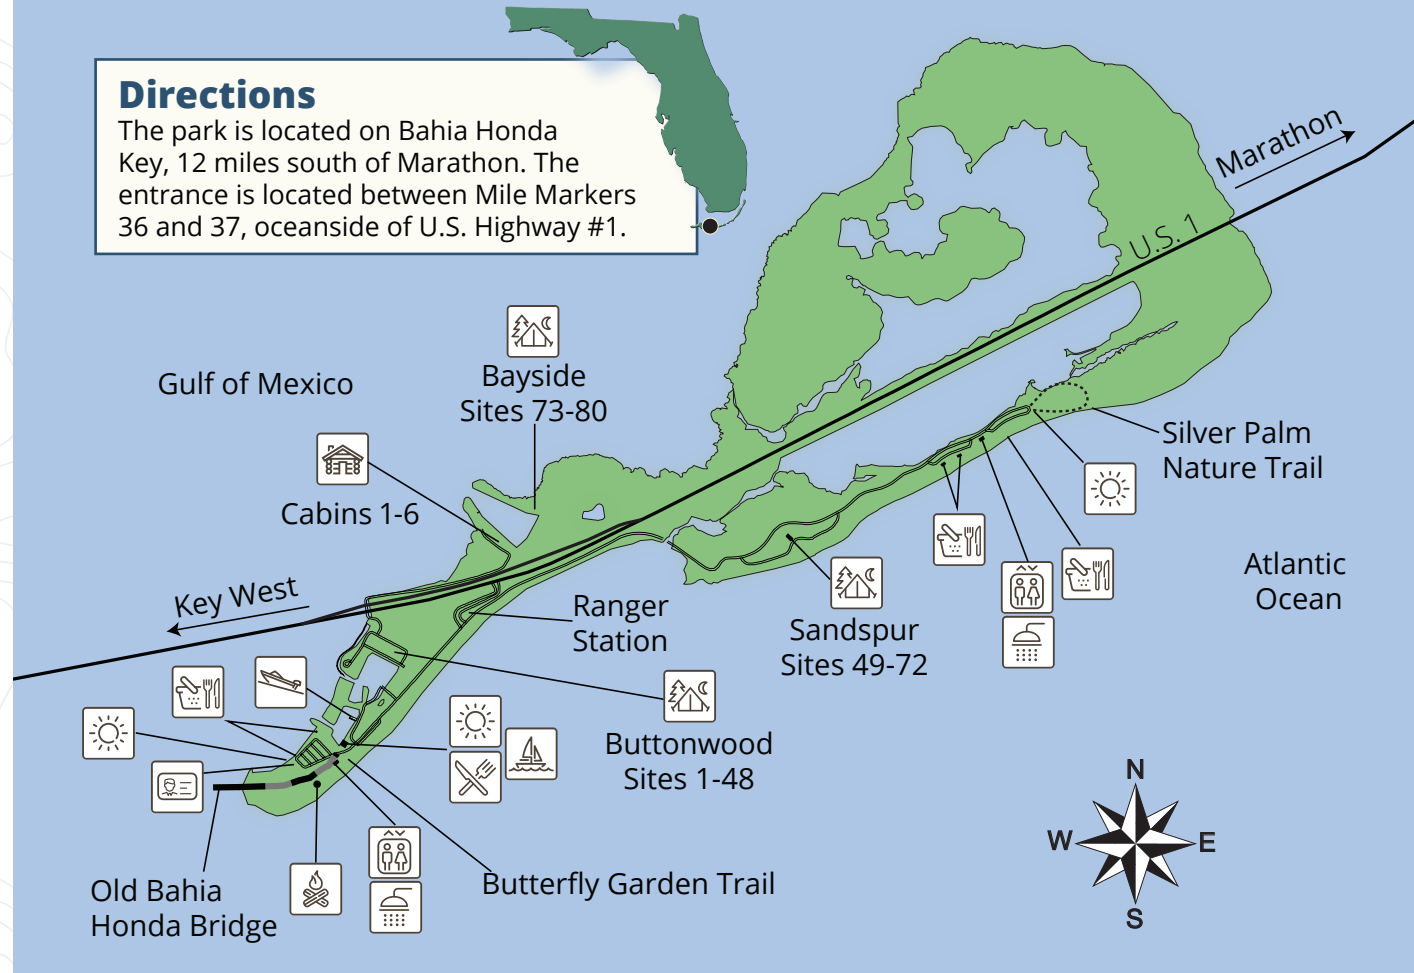 Directions
The park is located on Bahia Honda
Key, 12 miles south of Marathon. The
entrance is located between Mile Markers
36 and 37, oceanside of U.S. Highway #1.
Marathon
U.S. 1
Gulf of Mexico
Bayside
Sites 73-80
Cabins 1-6
Silver Palm
Nature Trail
Atlantic
Ocean
Key West
Ranger
Station
Sandspur
Sites 49-72
Buttonwood
Sites 1-48
Old Bahia
Honda Bridge
Butterfly Garden Trail
N
W
E
S